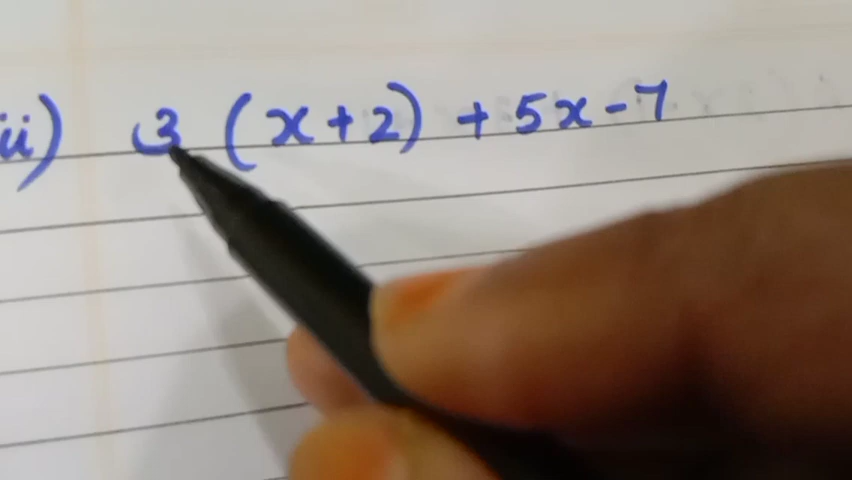 ii) 3 (x+2) + 5x-7